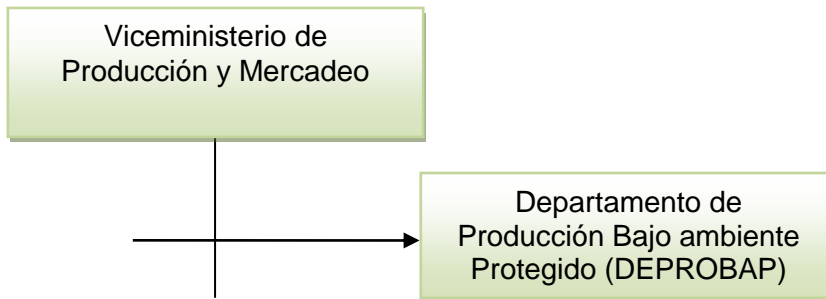 Viceministerio de
Producción y Mercadeo
Departamento de
Producción Bajo ambiente
Protegido (DEPROBAP)